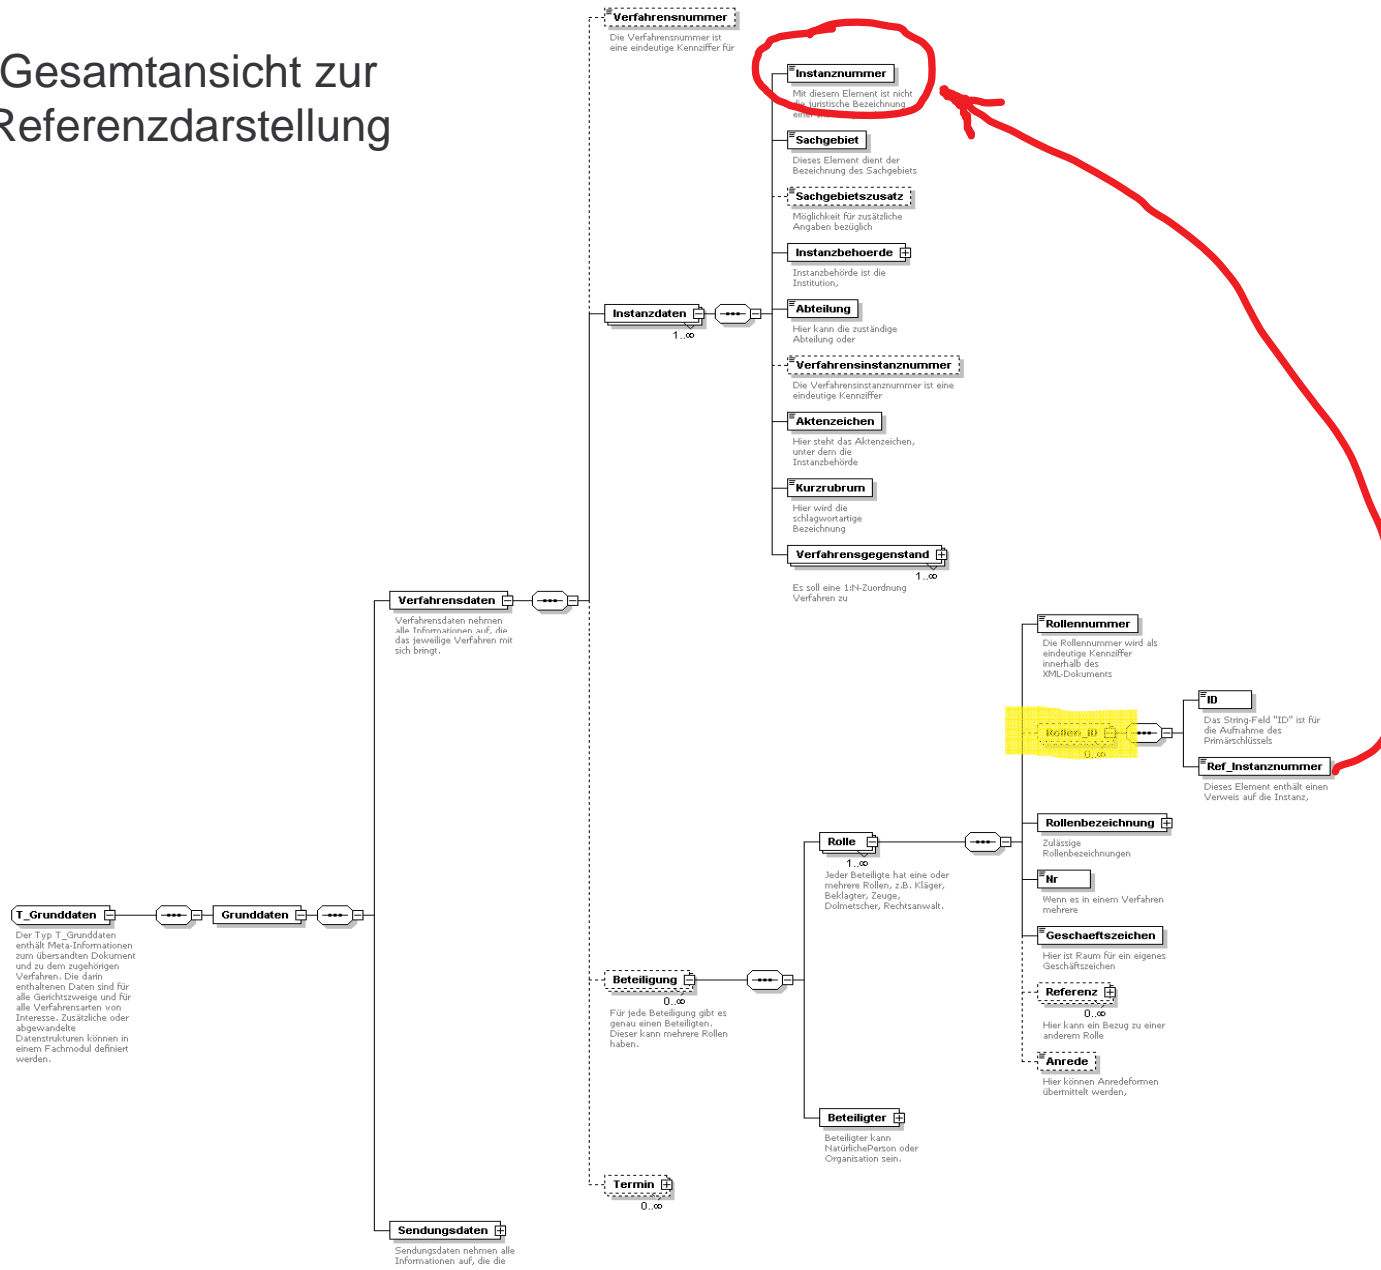 Gesamtansicht zur
Referenzdarstellung
Verfahrensnummer
Die Verfahrensnummer ist
eine eindeutige Kennziffer für
Instanznummer
Mit diesem Element ist nicht
die juristische Bezeichnung
einer
Sachgebiet
Dieses Element dient der
Bezeichnung des Sachgebiets
Sachgebietszusatz
Möglichkeit für zusätzliche
Angaben bezüglich
Instanzbehoerde
Instanzbehörde ist die
Institution,
Instanzdaten
1..∞
Abteilung
Hier kann die zuständige
Abteilung oder
Verfahrensinstanznummer
Die Verfahrensinstanznummer ist eine
eindeutige Kennziffer
Aktenzeichen
Hier steht das Aktenzeichen,
unter dem die
Instanzbehörde
Kurzrubrum
Hier wird die
schlagwortartige
Bezeichnung
Verfahrensgegenstand
1..∞
Es soll eine 1:N-Zuordnung
Verfahren zu
Verfahrensdaten
Verfahrensdaten nehmen
alle Informationen auf, die
das jeweilige Verfahren mit
sich bringt.
Rollennummer
Die Rollennummer wird als
eindeutige Kennziffer
innerhalb des
XML-Dokuments
Rollen_ID
0..∞
ID
Das String-Feld "ID" ist für
die Aufnahme des
Primärschlüssels
Ref_Instanznummer
Dieses Element enthält einen
Verweis auf die Instanz,
Rollenbezeichnung
Zulässige
Rollenbezeichnungen
Rolle
1..∞
Jeder Beteiligte hat eine oder
mehrere Rollen, z.B. Kläger,
Beklagter, Zeuge,
Dolmetscher, Rechtsanwalt.
Nr
Wenn es in einem Verfahren
mehrere
Geschaeftszeichen
Hier ist Raum für ein eigenes
Geschäftszeichen
Referenz
0..∞
Hier kann ein Bezug zu einer
anderem Rolle
Anrede
Hier können Anredeformen
übermittelt werden,
T_Grunddaten
Der Typ T_Grunddaten
enthält Meta-Informationen
zum übersandten Dokument
und zu dem zugehörigen
Verfahren. Die darin
enthaltenen Daten sind für
alle Gerichtszweige und für
alle Verfahrensarten von
Interesse. Zusätzliche oder
abgewandelte
Datenstrukturen können in
einem Fachmodul definiert
werden.
Grunddaten
Beteiligung
0..∞
Für jede Beteiligung gibt es
genau einen Beteiligten.
Dieser kann mehrere Rollen
haben.
Beteiligter
Beteiligter kann
NatürlichePerson oder
Organisation sein.
Termin
0..∞
Sendungsdaten
Sendungsdaten nehmen alle
Informationen auf, die die